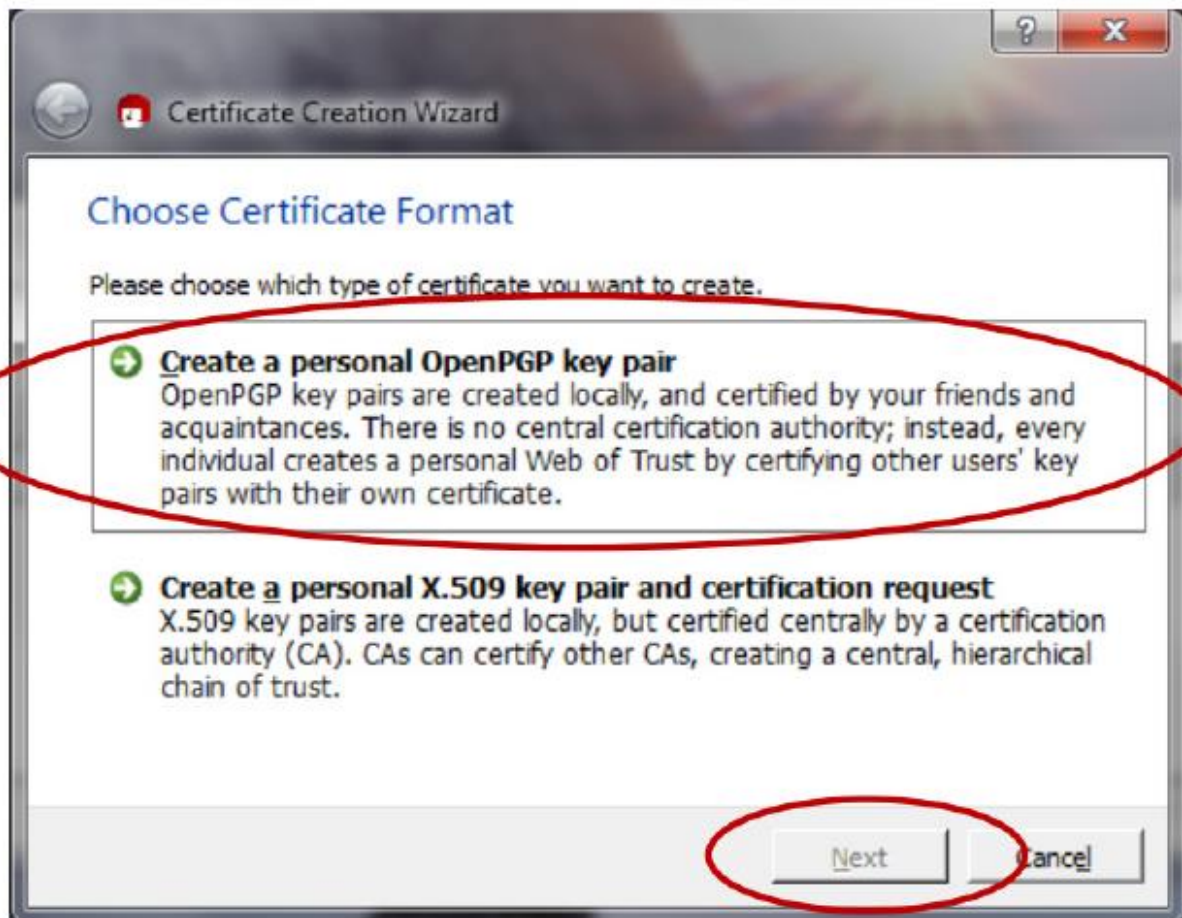 Certificate Creation Wizard
Choose Certificate Format
Please choose which type of certificate you want to create.
Create a personal OpenPGP key pair
OpenPGP key pairs are created locally, and certified by your friends and
acquaintances. There is no central certification authority; instead, every
individual creates a personal Web of Trust by certifying other users' key
pairs with their own certificate.
Create a personal X.509 key pair and certification request
X.509 key pairs are created locally, but certified centrally by a certification
authority (CA). CAs can certify other CAs, creating a central, hierarchical
chain of trust.
Next
Cancel